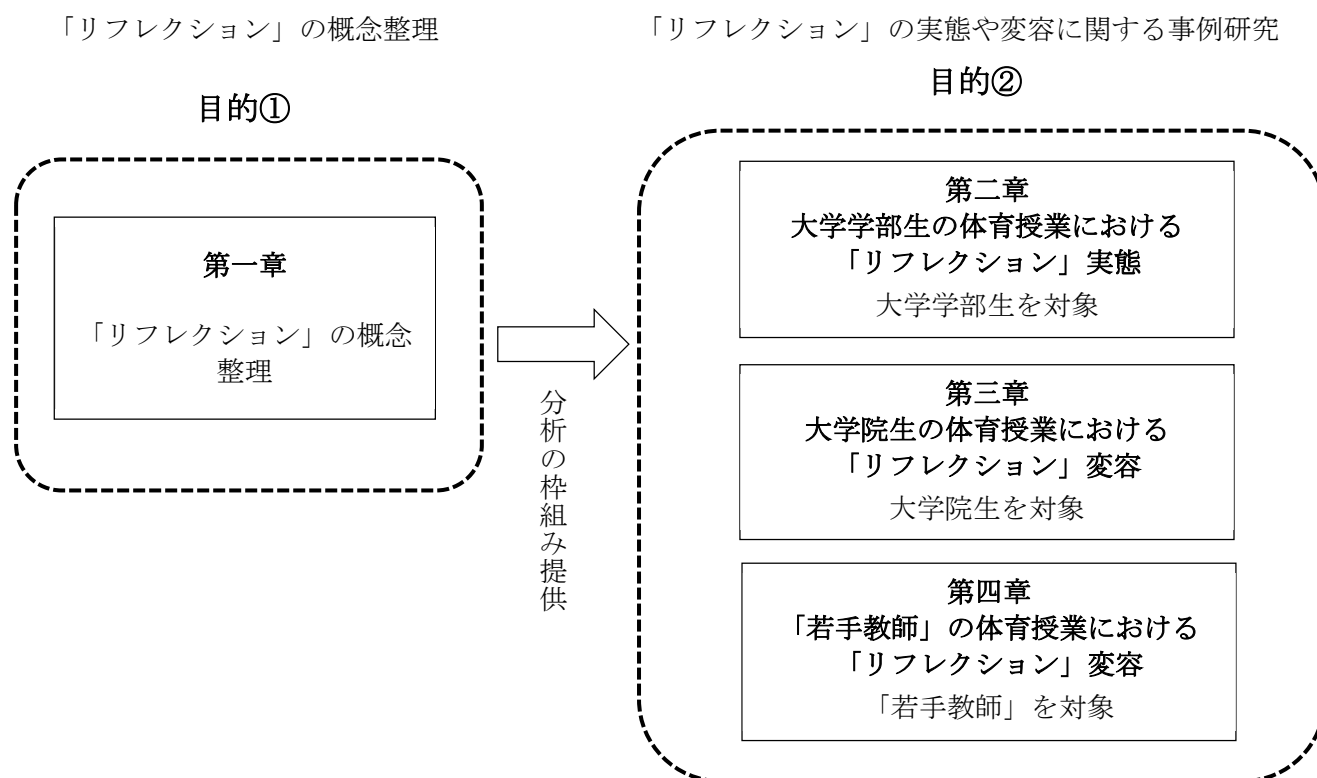 「リフレクション」の概念整理
目的①
第一章
「リフレクション」の概念
整理
分析の枠組み提供
「リフレクション」の実態や変容に関する事例研究
目的②
第二章
大学学部生の体育授業における
「リフレクション」実態
大学学部生を対象
第三章
大学院生の体育授業における
「リフレクション」変容
大学院生を対象
第四章
「若手教師」の体育授業における
「リフレクション」変容
「若手教師」を対象